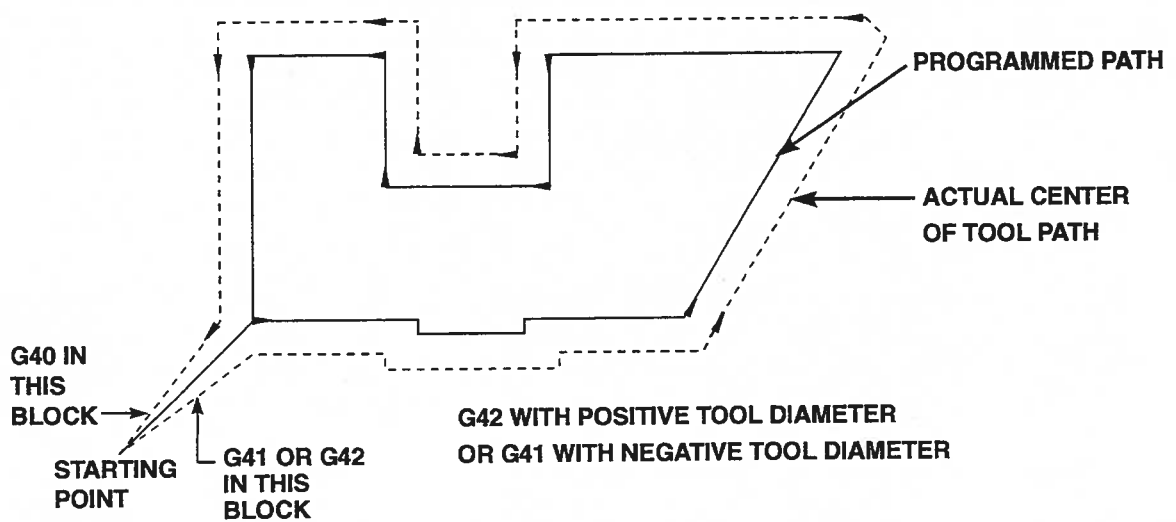 PROGRAMMED PATH
ACTUAL CENTER
OF TOOL PATH
G40 IN
THIS
BLOCK
STARTING
POINT
G41 OR G42
IN THIS
BLOCK
G42 WITH POSITIVE TOOL DIAMETER
OR G41 WITH NEGATIVE TOOL DIAMETER